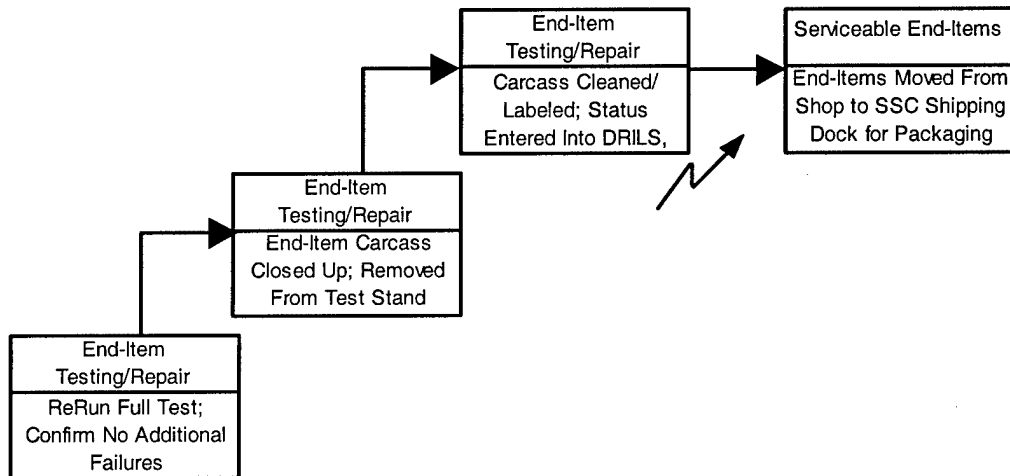 End-Item
Testing/Repair
Carcass Cleaned/
Labeled; Status
Entered Into DRILS,
Serviceable End-Items
End-Items Moved From
Shop to SSC Shipping
Dock for Packaging
End-Item
Testing/Repair
End-Item Carcass
Closed Up; Removed
From Test Stand
End-Item
Testing/Repair
ReRun Full Test;
Confirm No Additional
Failures